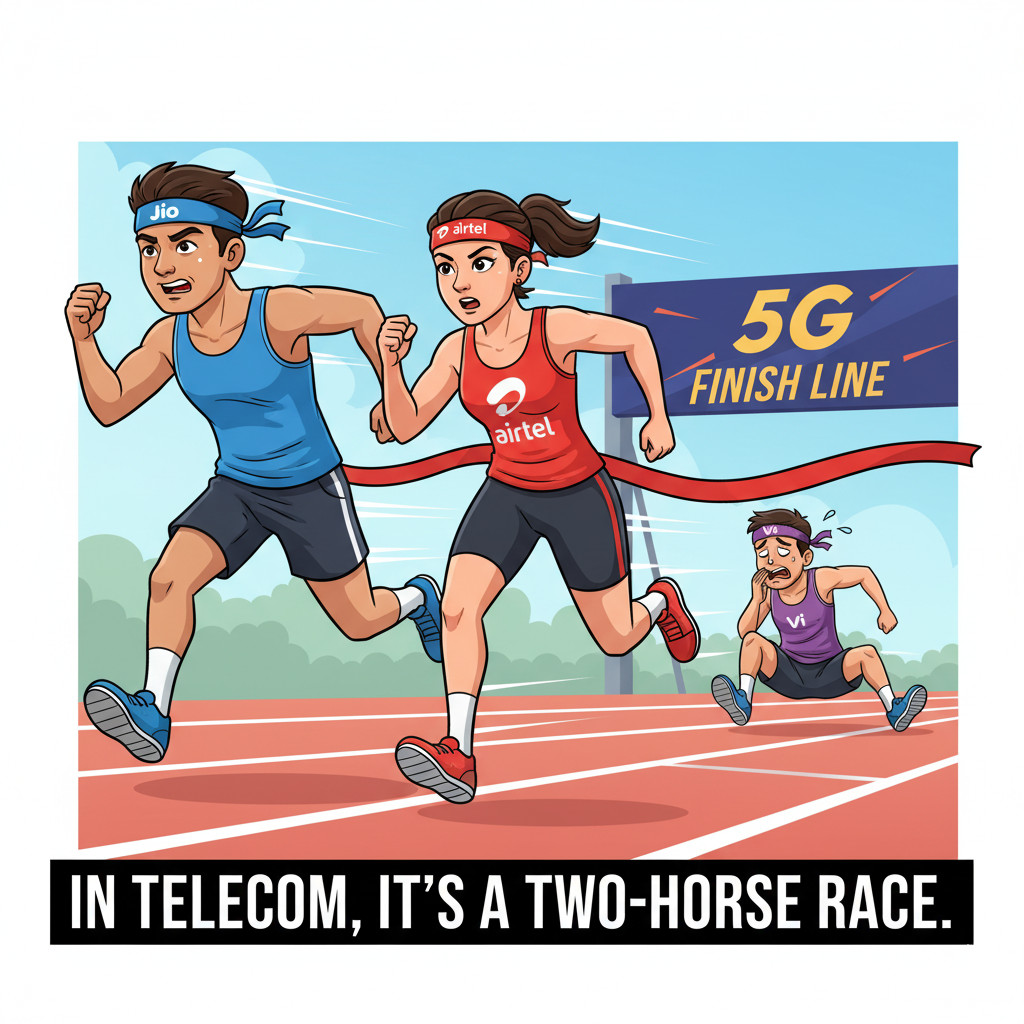 Jio
airtel
airtel
5G
FINISH LINE
Vi
Vi
IN TELECOM, IT'S A TWO-HORSE RACE.